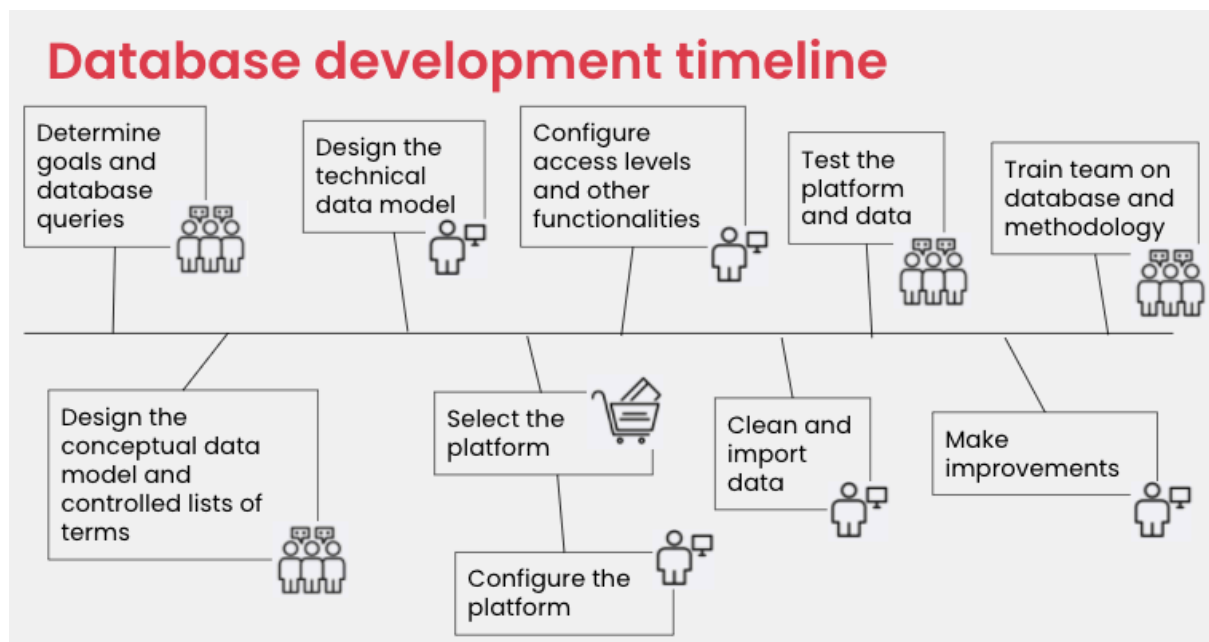 Database development timeline
Determine
goals and
database
queries
Design the
conceptual data
model and
controlled lists of
terms
Design the
technical
data model
Select the
platform
Configure the
platform
Configure
access levels
and other
functionalities
Clean and
import
data
Test the
platform
and data
Make
improvements
Train team on
database and
methodology